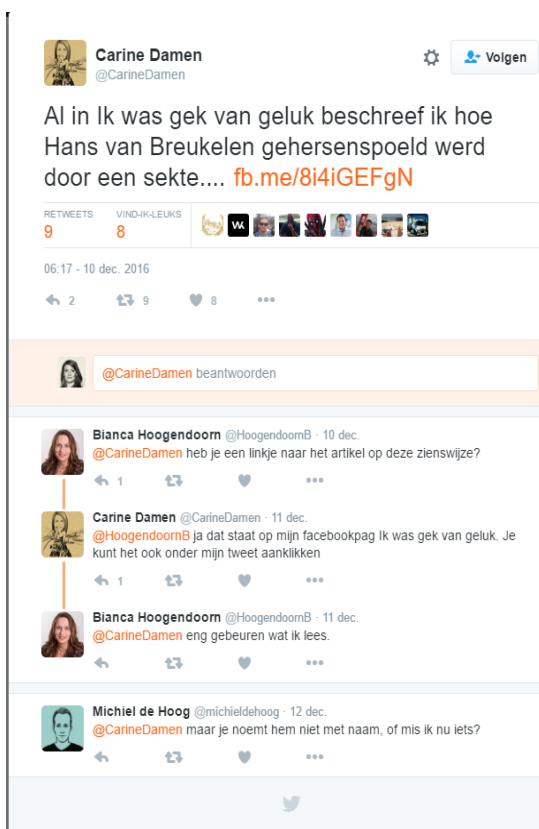 Carine Damen
@CarineDamen
Volgen
Al in Ik was gek van geluk beschreef ik hoe
Hans van Breukelen gehersenspoeld werd
door een sekte.... fb.me/8i4iGEFgN
RETWEETS VIND-IK-LEUKS
9 8
06:17 - 10 dec. 2016
2 9 8
@CarineDamen beantwoorden
Bianca Hoogendoorn @HoogendoornB · 10 dec.
@CarineDamen heb je een linkje naar het artikel op deze zienswijze?
1
Carine Damen @CarineDamen · 11 dec.
@HoogendoornB ja dat staat op mijn facebookpag Ik was gek van geluk. Je
kunt het ook onder mijn tweet aanklikken
1
Bianca Hoogendoorn @HoogendoornB · 11 dec.
@CarineDamen eng gebeuren wat ik lees.
Michiel de Hoog @michieldehoog · 12 dec.
@CarineDamen maar je noemt hem niet met naam, of mis ik nu iets?